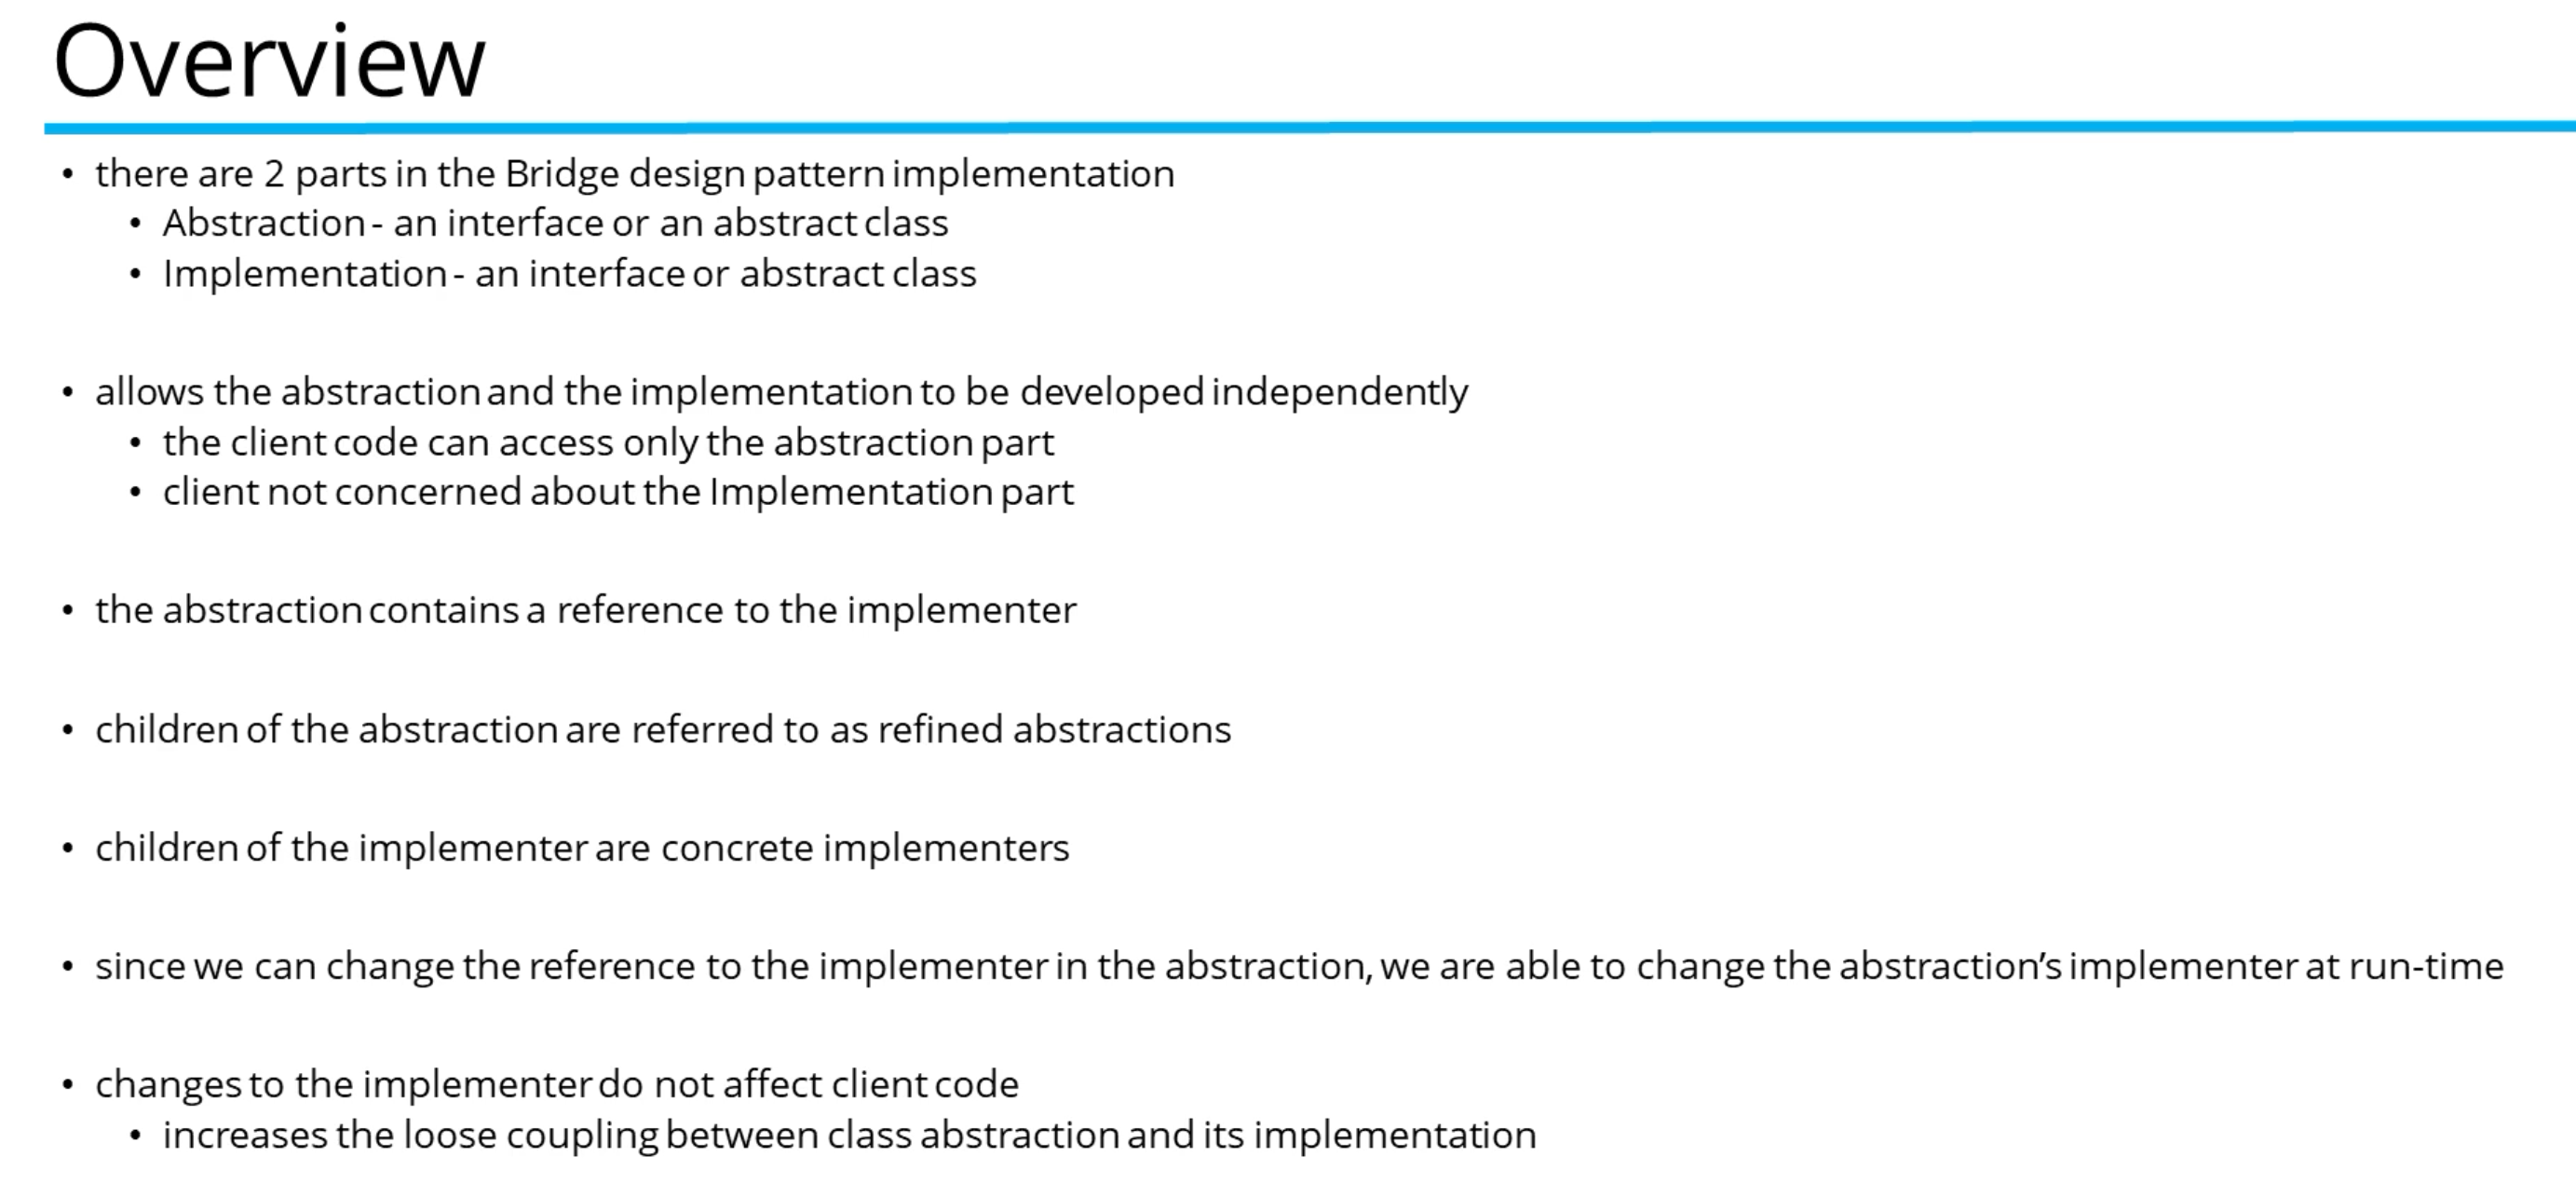 Overview
• there are 2 parts in the Bridge design pattern implementation
• Abstraction - an interface or an abstract class
• Implementation - an interface or abstract class
• allows the abstraction and the implementation to be developed independently
• the client code can access only the abstraction part
• client not concerned about the Implementation part
• the abstraction contains a reference to the implementer
• children of the abstraction are referred to as refined abstractions
• children of the implementer are concrete implementers
• since we can change the reference to the implementer in the abstraction, we are able to change the abstraction’s implementer at run-time
• changes to the implementer do not affect client code
• increases the loose coupling between class abstraction and its implementation